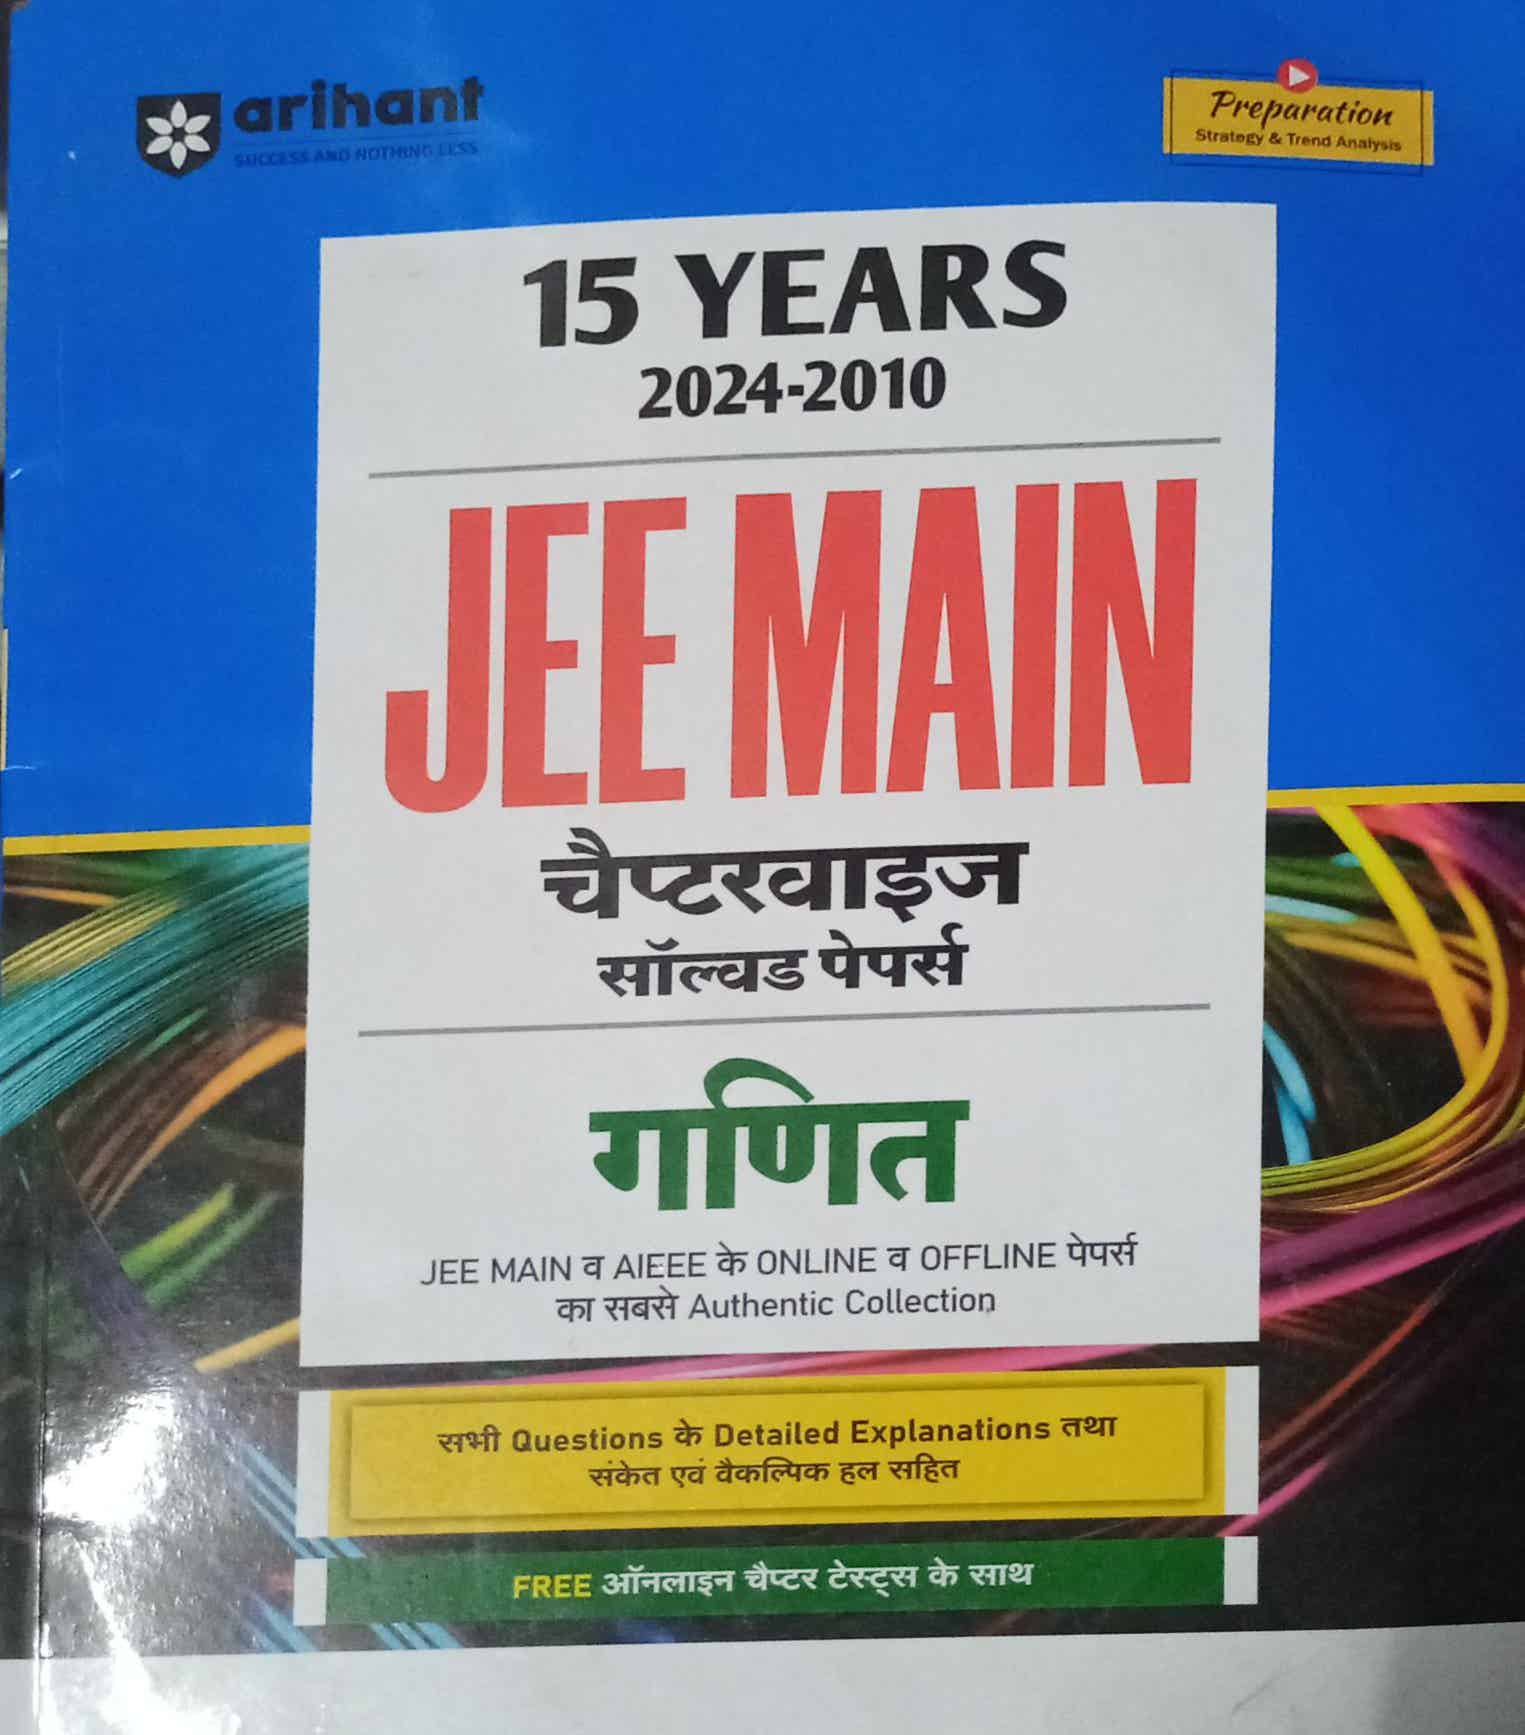 arihant
SUCCESS AND NOTHING LESS
Preparation
Strategy & Trend Analysis
15 YEARS
2024-2010
JEE MAIN
चैप्टरवाइज
सॉल्वड पेपर्स
गणित
JEE MAIN व AIEEE के ONLINE व OFFLINE पेपर्स
का सबसे Authentic Collection
सभी Questions के Detailed Explanations तथा
संकेत एवं वैकल्पिक हल सहित
FREE ऑनलाइन चैप्टर टेस्ट्स के साथ